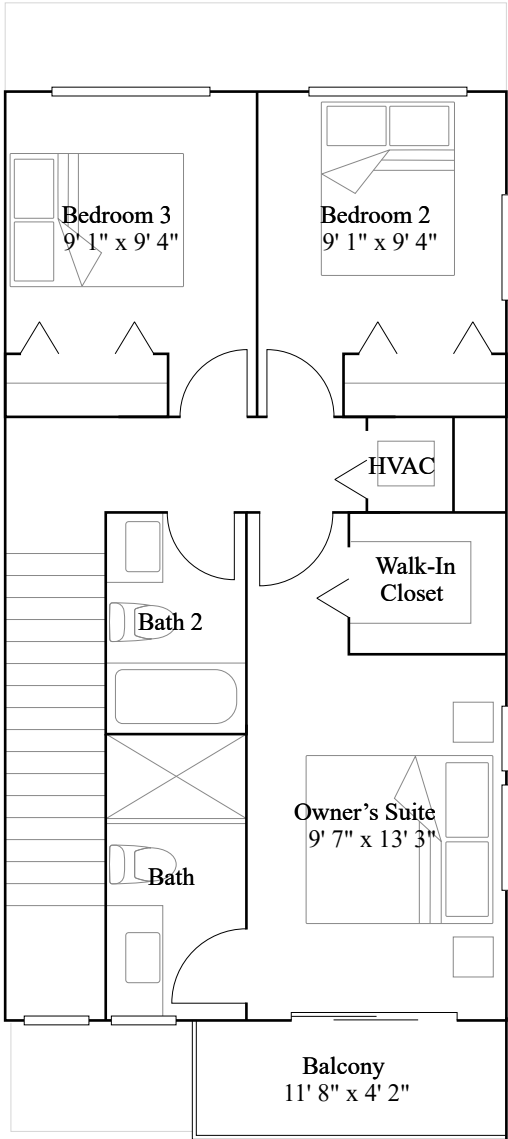 Bedroom 3
9' 1" x 9' 4"
Bedroom 2
9' 1" x 9' 4"
HVAC
Walk-In
Closet
Bath 2
Owner’s Suite
9' 7" x 13' 3"
Bath
Balcony
11' 8" x 4' 2"